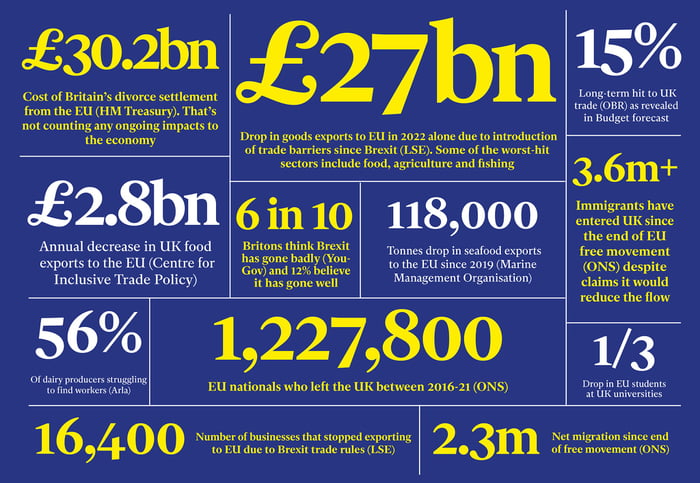 £30.2bn
Cost of Britain's divorce settlement
from the EU (HM Treasury). That's
not counting any ongoing impacts to
the economy
£27bn
Drop in goods exports to EU in 2022 alone due to introduction
of trade barriers since Brexit (LSE). Some of the worst-hit
sectors include food, agriculture and fishing
15%
Long-term hit to UK
trade (OBR) as revealed
in Budget forecast
£2.8bn
Annual decrease in UK food
exports to the EU (Centre for
Inclusive Trade Policy)
6 in 10
Britons think Brexit
has gone badly (You-
Gov) and 12% believe
it has gone well
118,000
Tonnes drop in seafood exports
to the EU since 2019 (Marine
Management Organisation)
3.6m+
Immigrants have
entered UK since
the end of EU
free movement
(ONS) despite
claims it would
reduce the flow
56%
Of dairy producers struggling
to find workers (Arla)
1,227,800
EU nationals who left the UK between 2016-21 (ONS)
1/3
Drop in EU students
at UK universities
16,400
Number of businesses that stopped exporting
to EU due to Brexit trade rules (LSE)
2.3m
Net migration since end
of free movement (ONS)